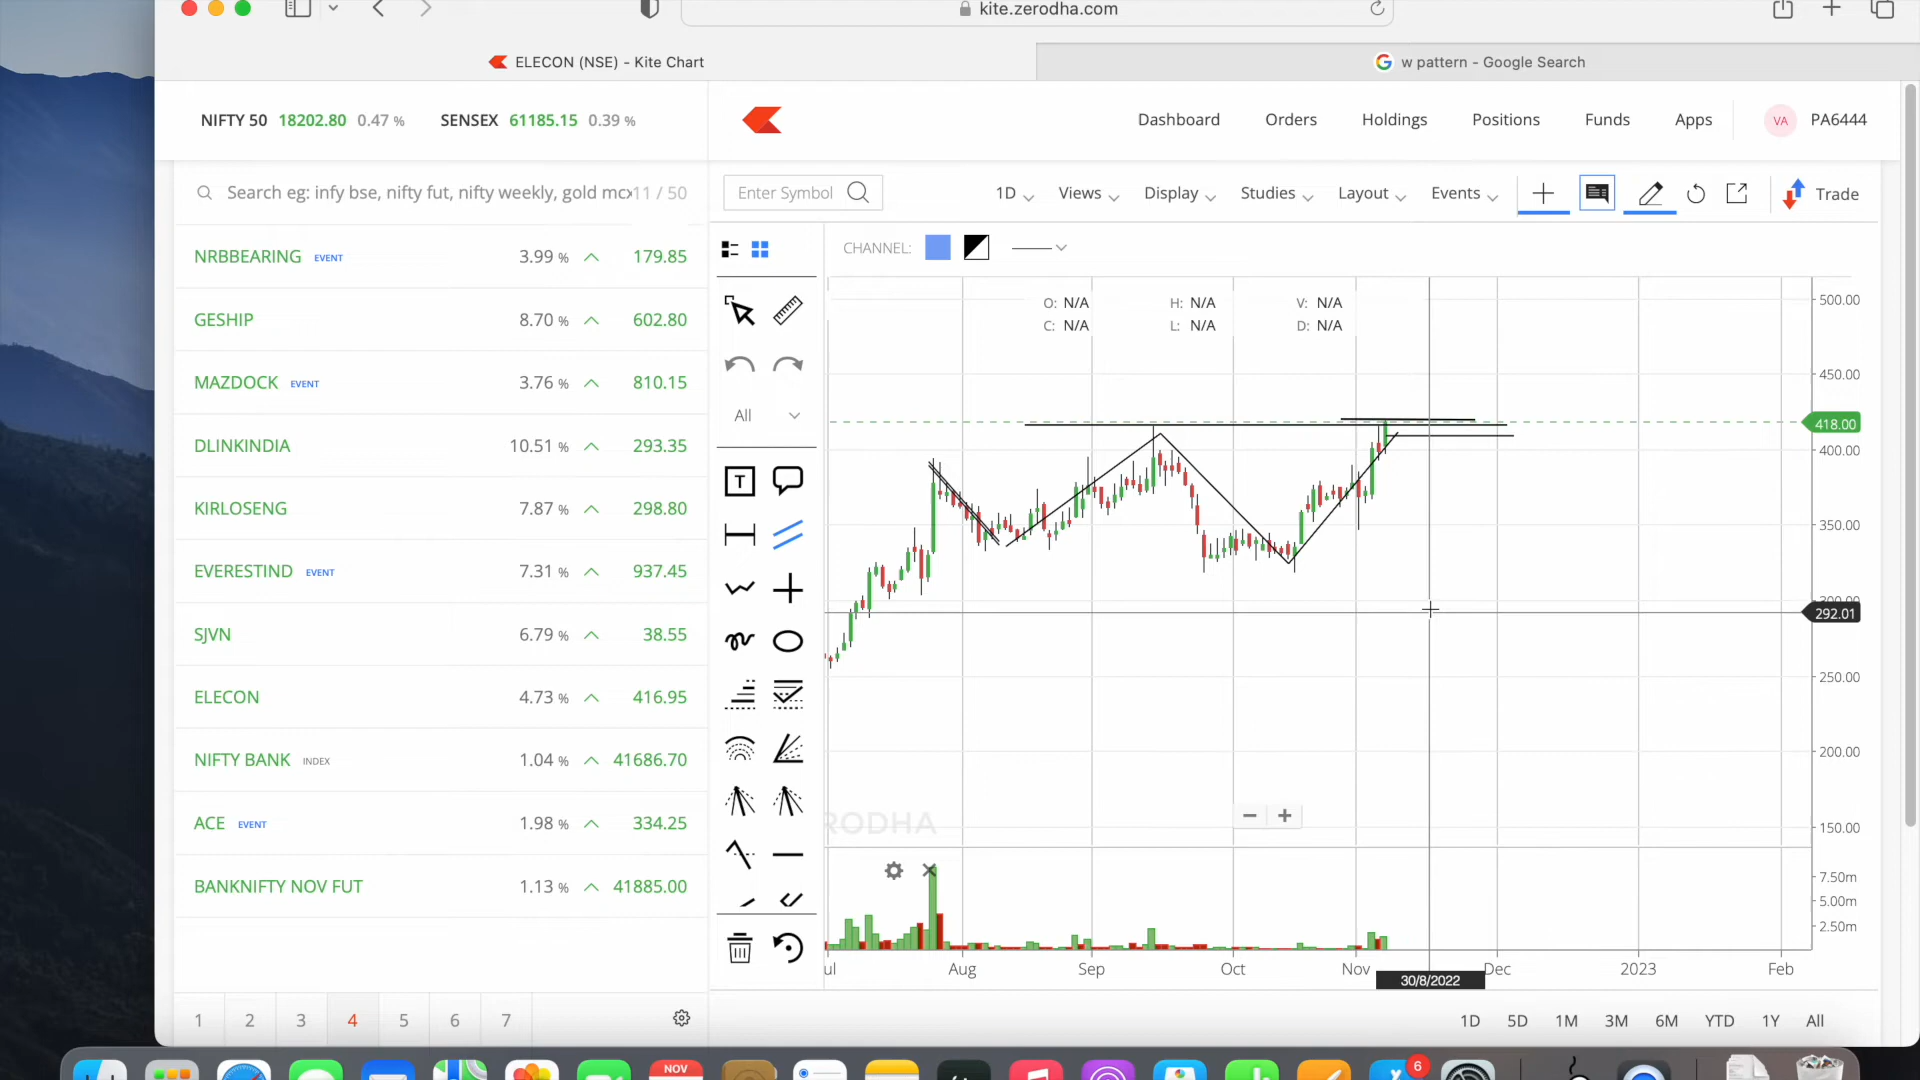 kite.zerodha.com
ELECON (NSE) - Kite Chart
w pattern - Google Search
NIFTY 50 18202.80 0.47 % SENSEX 61185.15 0.39 %
Dashboard Orders Holdings Positions Funds Apps VA PA6444
Search eg: infy bse, nifty fut, nifty weekly, gold mcx 11 / 50
Enter Symbol 1D Views Display Studies Layout Events Trade
CHANNEL:
NRBBEARING EVENT 3.99 % 179.85
GESHIP 8.70 % 602.80
MAZDOCK EVENT 3.76 % 810.15
DLINKINDIA 10.51 % 293.35
KIRLOSENG 7.87 % 298.80
EVERESTIND EVENT 7.31 % 937.45
SJVN 6.79 % 38.55
ELECON 4.73 % 416.95
NIFTY BANK INDEX 1.04 % 41686.70
ACE EVENT 1.98 % 334.25
BANKNIFTY NOV FUT 1.13 % 41885.00
1 2 3 4 5 6 7
All
T
O: N/A H: N/A V: N/A
C: N/A L: N/A D: N/A
500.00
450.00
418.00
400.00
350.00
300.00
292.01
250.00
200.00
150.00
RODHA
7.50m
5.00m
2.50m
ul Aug Sep Oct Nov Dec 2023 Feb
30/8/2022
1D 5D 1M 3M 6M YTD 1Y All
NOV
6